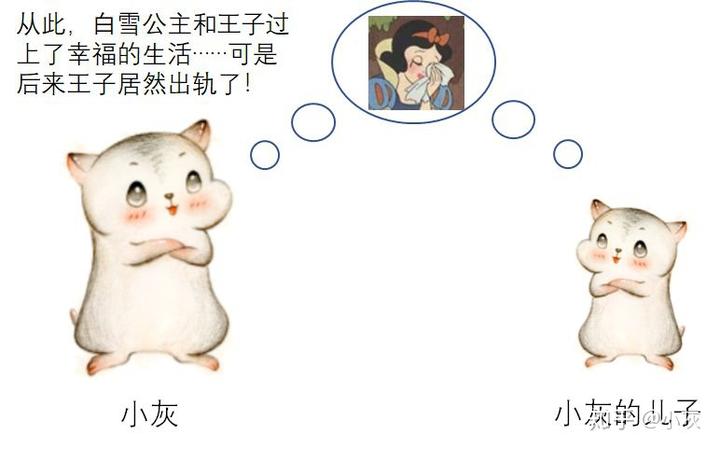 从此，白雪公主和王子过
上了幸福的生活……可是
后来王子居然出轨了！
小灰
小灰的儿子
知乎 @小灰